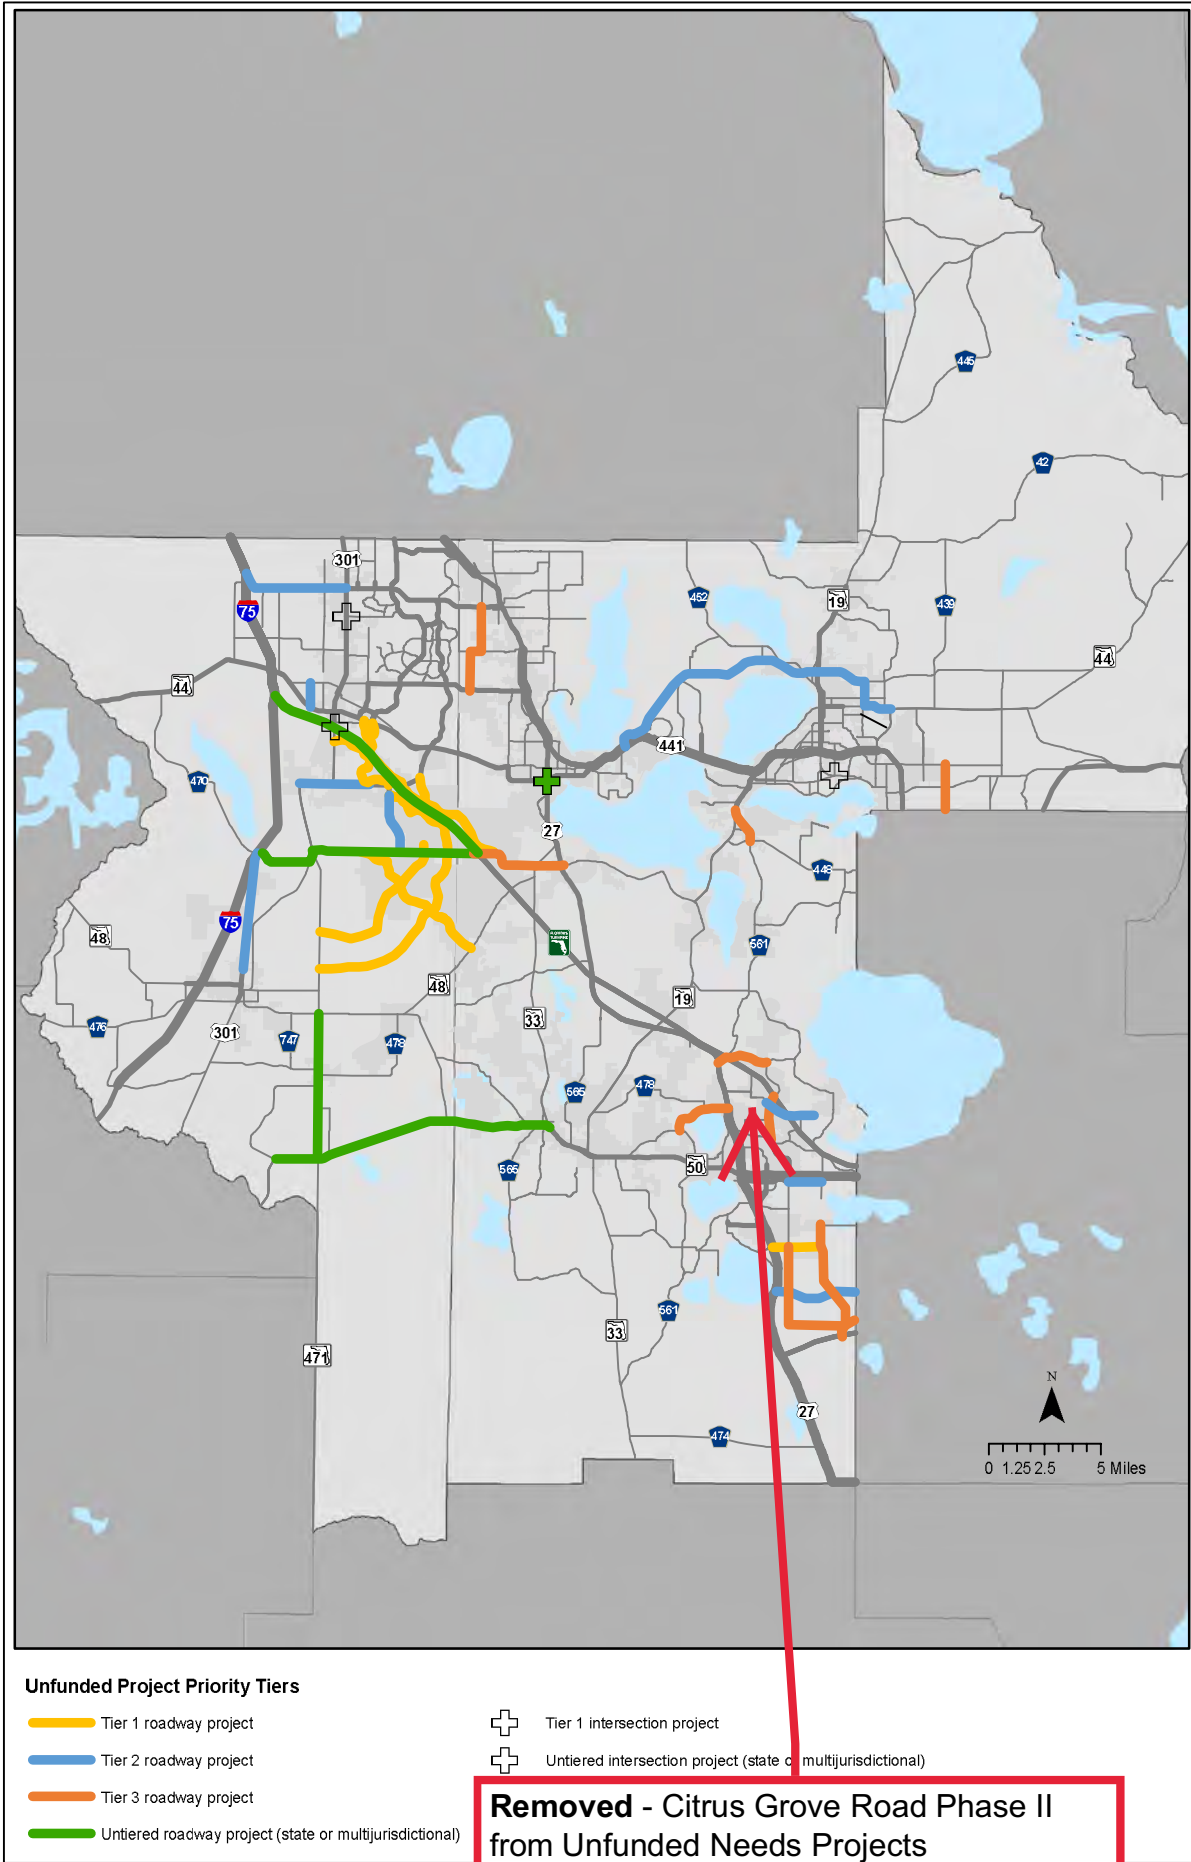 445
42
301
452
19
439
75
44
44
441
470
27
448
75
48
561
48
19
33
476
301
747
478
478
565
50
565
561
33
471
N
27
474
0 1.25 2.5 5 Miles
Unfunded Project Priority Tiers
Tier 1 roadway project
Tier 2 roadway project
Tier 3 roadway project
Untiered roadway project (state or multijurisdictional)
Tier 1 intersection project
Untiered intersection project (state or multijurisdictional)
Removed - Citrus Grove Road Phase II
from Unfunded Needs Projects